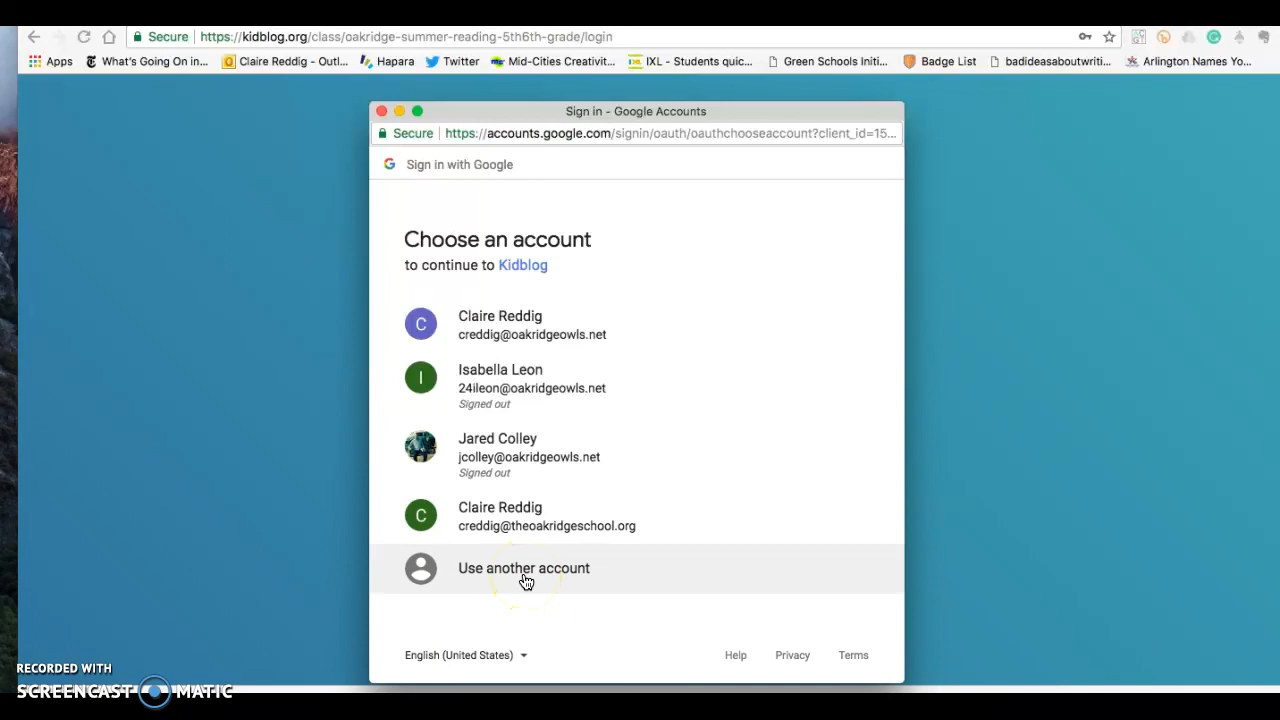 Secure https://kidblog.org/class/oakridge-summer-reading-5th6th-grade/login
Apps What's Going On in... Claire Reddig - Outl... Hapara Twitter Mid-Cities Creativit... IXL - Students quic... Green Schools Initi... Badge List badideasaboutwriti... Arlington Names Yo...
Sign in - Google Accounts
Secure https://accounts.google.com/signin/oauth/oauthchooseaccount?client_id=15...
G Sign in with Google
Choose an account
to continue to Kidblog
C Claire Reddig
creddig@oakridgeowls.net
I Isabella Leon
24ileon@oakridgeowls.net
Signed out
Jared Colley
jcolley@oakridgeowls.net
Signed out
C Claire Reddig
creddig@theoakridgeschool.org
Use another account
English (United States) Help Privacy Terms
RECORDED WITH
SCREENCAST MATIC